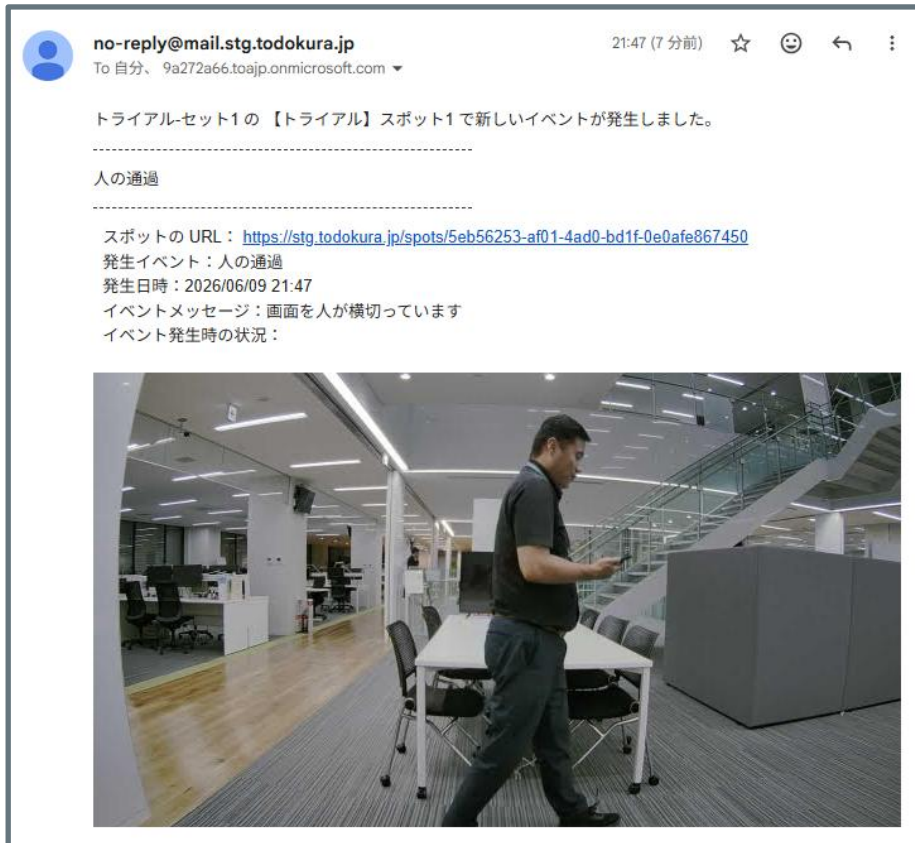 no-reply@mail.stg.todokura.jp
21:47 (7 分前)
To 自分、 9a272a66.toajp.onmicrosoft.com
トライアル-セット1 の 【トライアル】スポット1 で新しいイベントが発生しました。
------------------------------------------------------------
人の通過
------------------------------------------------------------
スポットの URL： https://stg.todokura.jp/spots/5eb56253-af01-4ad0-bd1f-0e0afe867450
発生イベント：人の通過
発生日時：2026/06/09 21:47
イベントメッセージ：画面を人が横切っています
イベント発生時の状況：